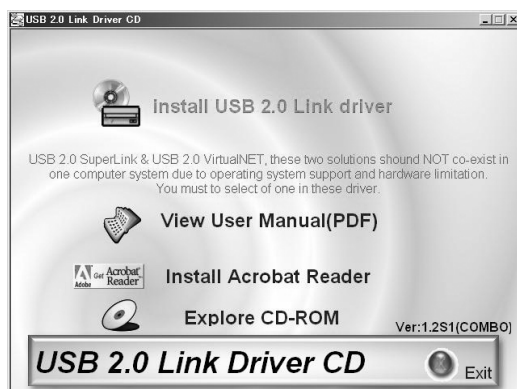 USB 2.0 Link Driver CD
Install USB 2.0 Link driver
USB 2.0 SuperLink & USB 2.0 VirtualNET, these two solutions shound NOT co-exist in
one computer system due to operating system support and hardware limitation.
You must to select of one in these driver.
View User Manual(PDF)
Adobe
Get Acrobat
Reader
Install Acrobat Reader
Explore CD-ROM
Ver:1.2S1(COMBO)
USB 2.0 Link Driver CD
Exit